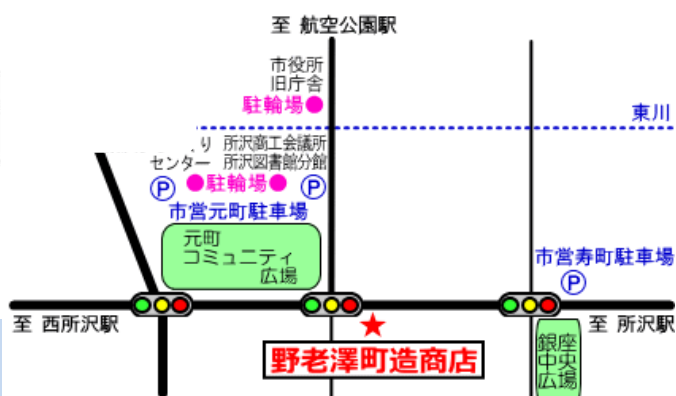 至 航空公園駅
市役所
旧庁舎
駐輪場
東川
り 所沢商工会議所
センター 所沢図書館分館
P 駐輪場 P
市営元町駐車場
元町
コミュニティ
広場
市営寿町駐車場
P
至 西所沢駅
至 所沢駅
野老澤町造商店
銀座
中央
広場